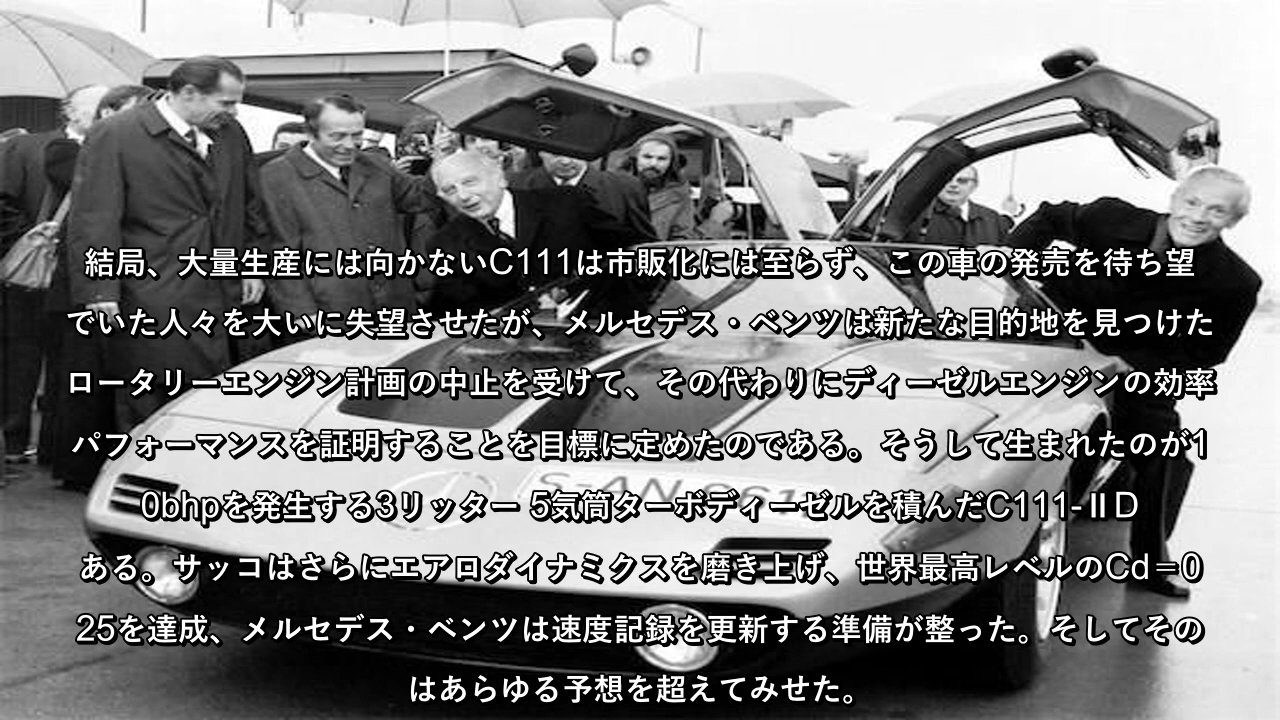 結局、大量生産には向かないC111は市販化には至らず、この車の発売を待ち望
でいた人々を大いに失望させたが、メルセデス・ベンツは新たな目的地を見つけた
ロータリーエンジン計画の中止を受けて、その代わりにディーゼルエンジンの効率
パフォーマンスを証明することを目標に定めたのである。そうして生まれたのが1
0bhpを発生する3リッター 5気筒ターボディーゼルを積んだC111-ⅡD
ある。サッコはさらにエアロダイナミクスを磨き上げ、世界最高レベルのCd＝0
25を達成、メルセデス・ベンツは速度記録を更新する準備が整った。そしてその
はあらゆる予想を超えてみせた。